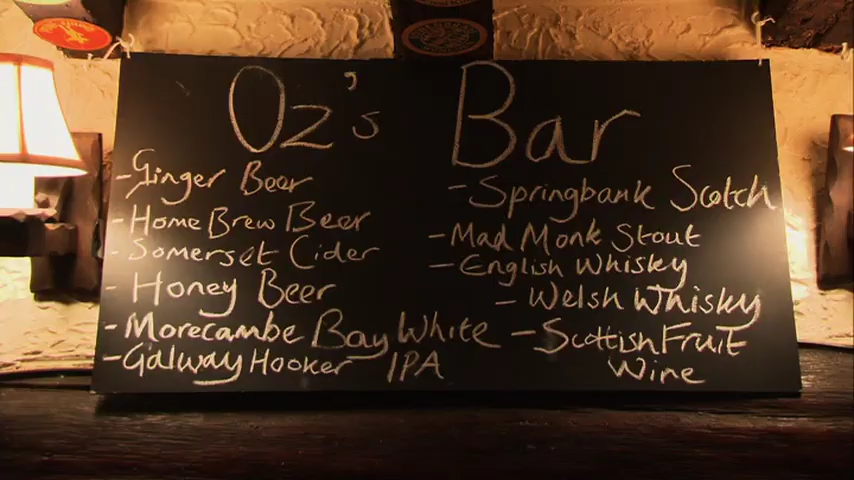 Oz's Bar
- Ginger Beer
- Home Brew Beer
- Somerset Cider
- Honey Beer
- Morecambe Bay White
- Galway Hooker IPA
- Springbank Scotch
- Mad Monk Stout
- English Whisky
- Welsh Whisky
- Scottish Fruit
Wine